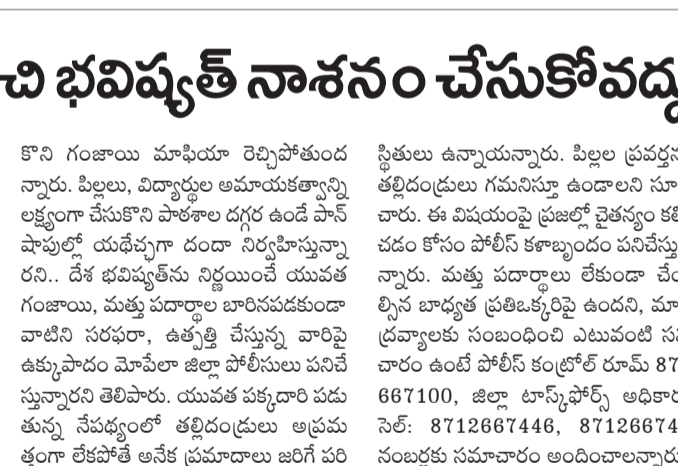 చి భవిష్యత్ నాశనం చేసుకోవద్దు
కొని గంజాయి మాఫియా రెచ్చిపోతుంద
న్నారు. పిల్లలు, విద్యార్థుల అమాయకత్వాన్ని
లక్ష్యంగా చేసుకొని పాఠశాల దగ్గర ఉండే పాన్
షాపుల్లో యథేచ్ఛగా దందా నిర్వహిస్తున్నా
రని.. దేశ భవిష్యత్‌ను నిర్ణయించే యువత
గంజాయి, మత్తు పదార్థాల బారినపడకుండా
వాటిని సరఫరా, ఉత్పత్తి చేస్తున్న వారిపై
ఉక్కుపాదం మోపేలా జిల్లా పోలీసులు పనిచే
స్తున్నారని తెలిపారు. యువత పక్కదారి పడు
తున్న నేపథ్యంలో తల్లిదండ్రులు అప్రమ
త్తంగా లేకపోతే అనేక ప్రమాదాలు జరిగే పరి
స్థితులు ఉన్నాయన్నారు. పిల్లల ప్రవర్తన
తల్లిదండ్రులు గమనిస్తూ ఉండాలని సూ
చారు. ఈ విషయంపై ప్రజల్లో చైతన్యం కలి
చడం కోసం పోలీస్ కళాబృందం పనిచేస్తు
న్నారు. మత్తు పదార్థాలు లేకుండా చే
ల్సిన బాధ్యత ప్రతిఒక్కరిపై ఉందని, మా
ద్రవ్యాలకు సంబంధించి ఎటువంటి స
చారం ఉంటే పోలీస్ కంట్రోల్ రూమ్ 87
667100, జిల్లా టాస్క్‌ఫోర్స్ అధికార
సెల్: 8712667446, 87126674
నంబర్లకు సమాచారం అందించాలన్నారు